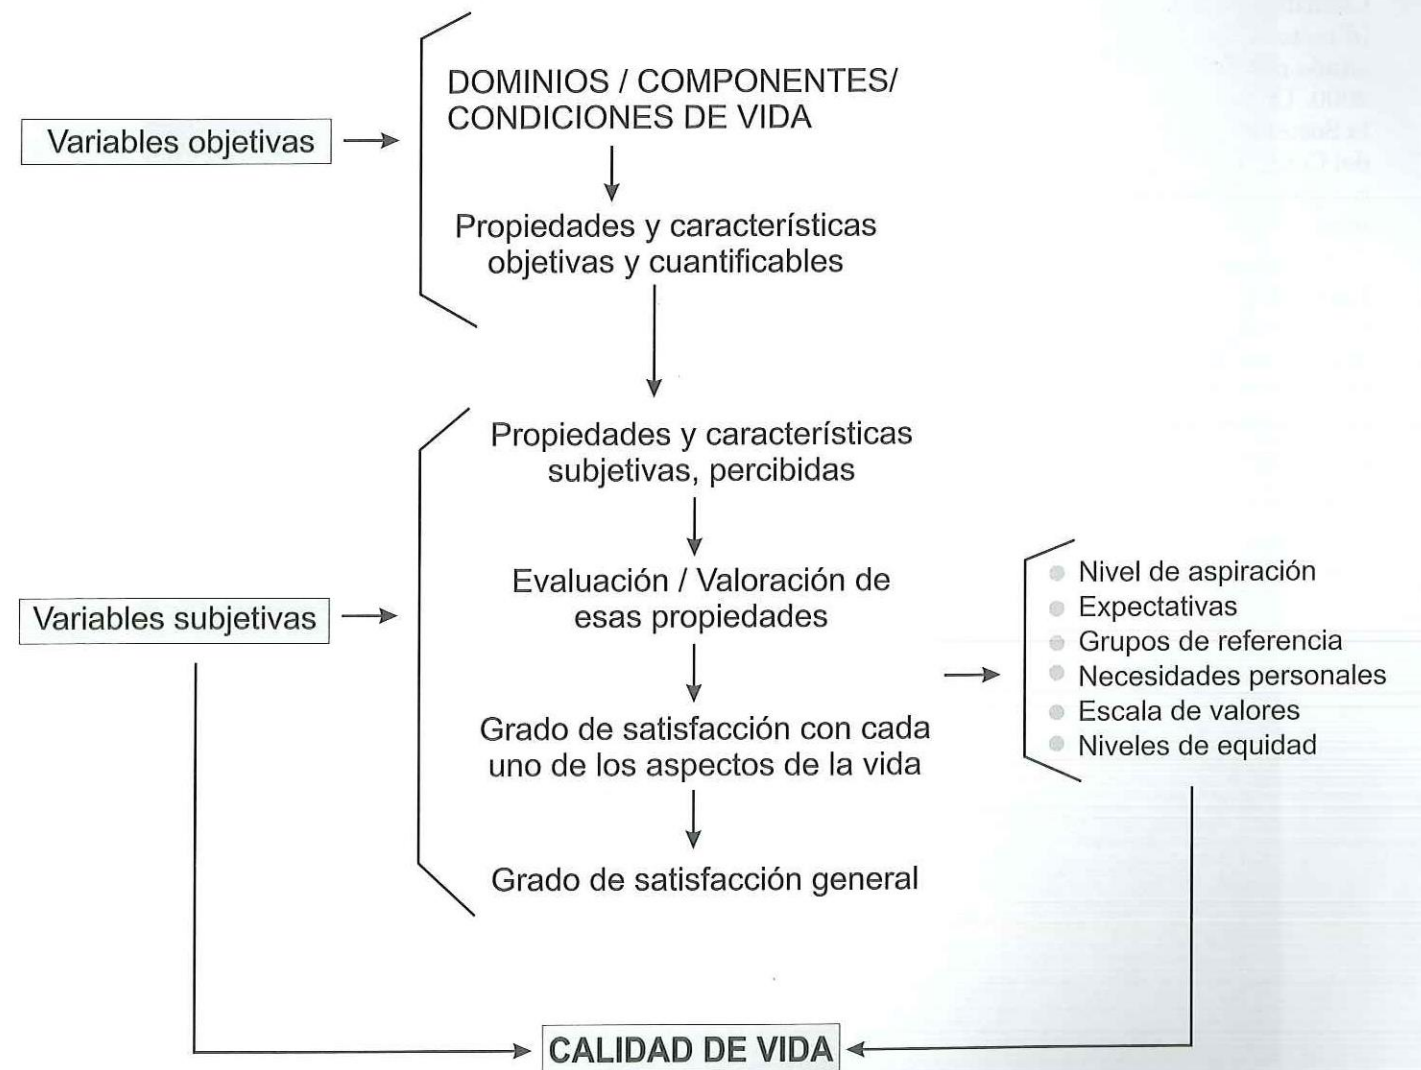 DOMINIOS / COMPONENTES/
CONDICIONES DE VIDA
Variables objetivas
Propiedades y características
objetivas y cuantificables
Propiedades y características
subjetivas, percibidas
Variables subjetivas
Evaluación / Valoración de
esas propiedades
Grado de satisfacción con cada
uno de los aspectos de la vida
Grado de satisfacción general
Nivel de aspiración
Expectativas
Grupos de referencia
Necesidades personales
Escala de valores
Niveles de equidad
CALIDAD DE VIDA